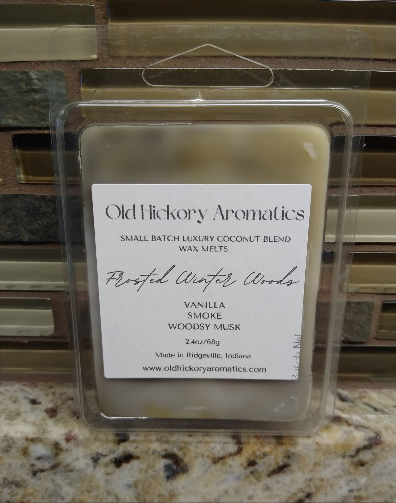 Old Hickory Aromatics
SMALL BATCH LUXURY COCONUT BLEND
WAX MELTS
Frosted Winter Woods
VANILLA
SMOKE
WOODSY MUSK
2.4oz/68g
Made in Ridgeville, Indiana
www.oldhickoryaromatics.com